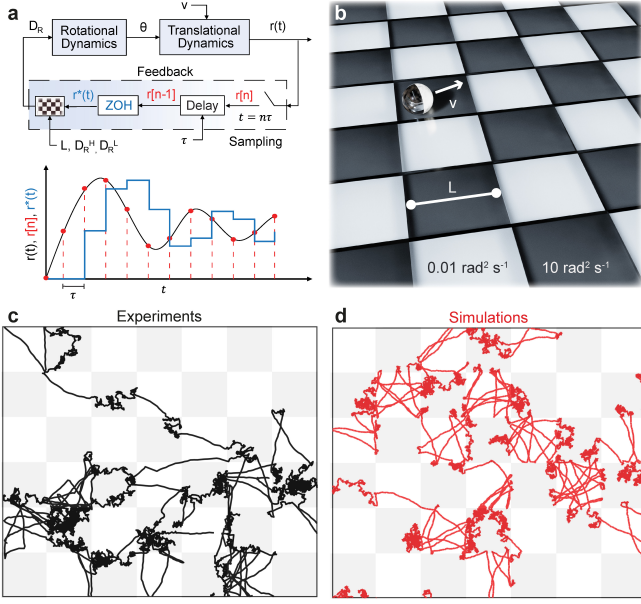 a
D_R
Rotational
Dynamics
θ
v
Translational
Dynamics
r(t)
Feedback
r*(t)
ZOH
r[n-1]
Delay
r[n]
t = nτ
L, D_R^H, D_R^L
τ
Sampling
r(t), r[n], r*(t)
τ
t
b
v
L
0.01 rad² s⁻¹
10 rad² s⁻¹
c
Experiments
d
Simulations